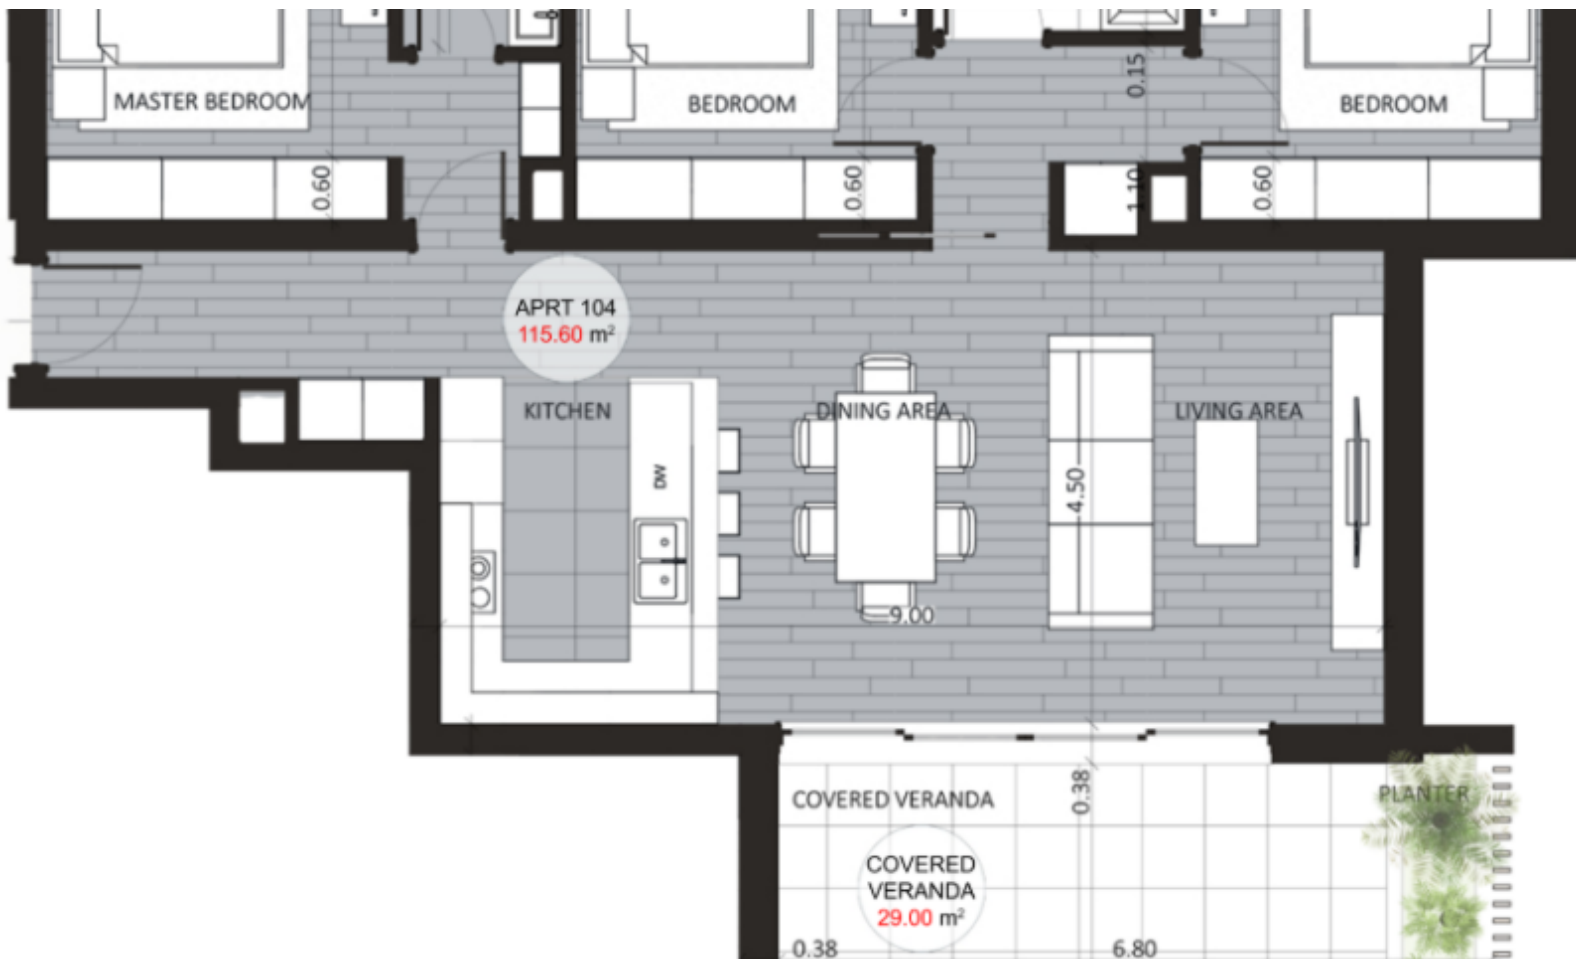 MASTER BEDROOM
BEDROOM
BEDROOM
0.15
0.60
0.60
1.10
0.60
APRT 104
115.60 m²
KITCHEN
DINING AREA
LIVING AREA
DW
4.50
9.00
COVERED VERANDA
0.38
PLANTER
COVERED
VERANDA
29.00 m²
0.38
6.80